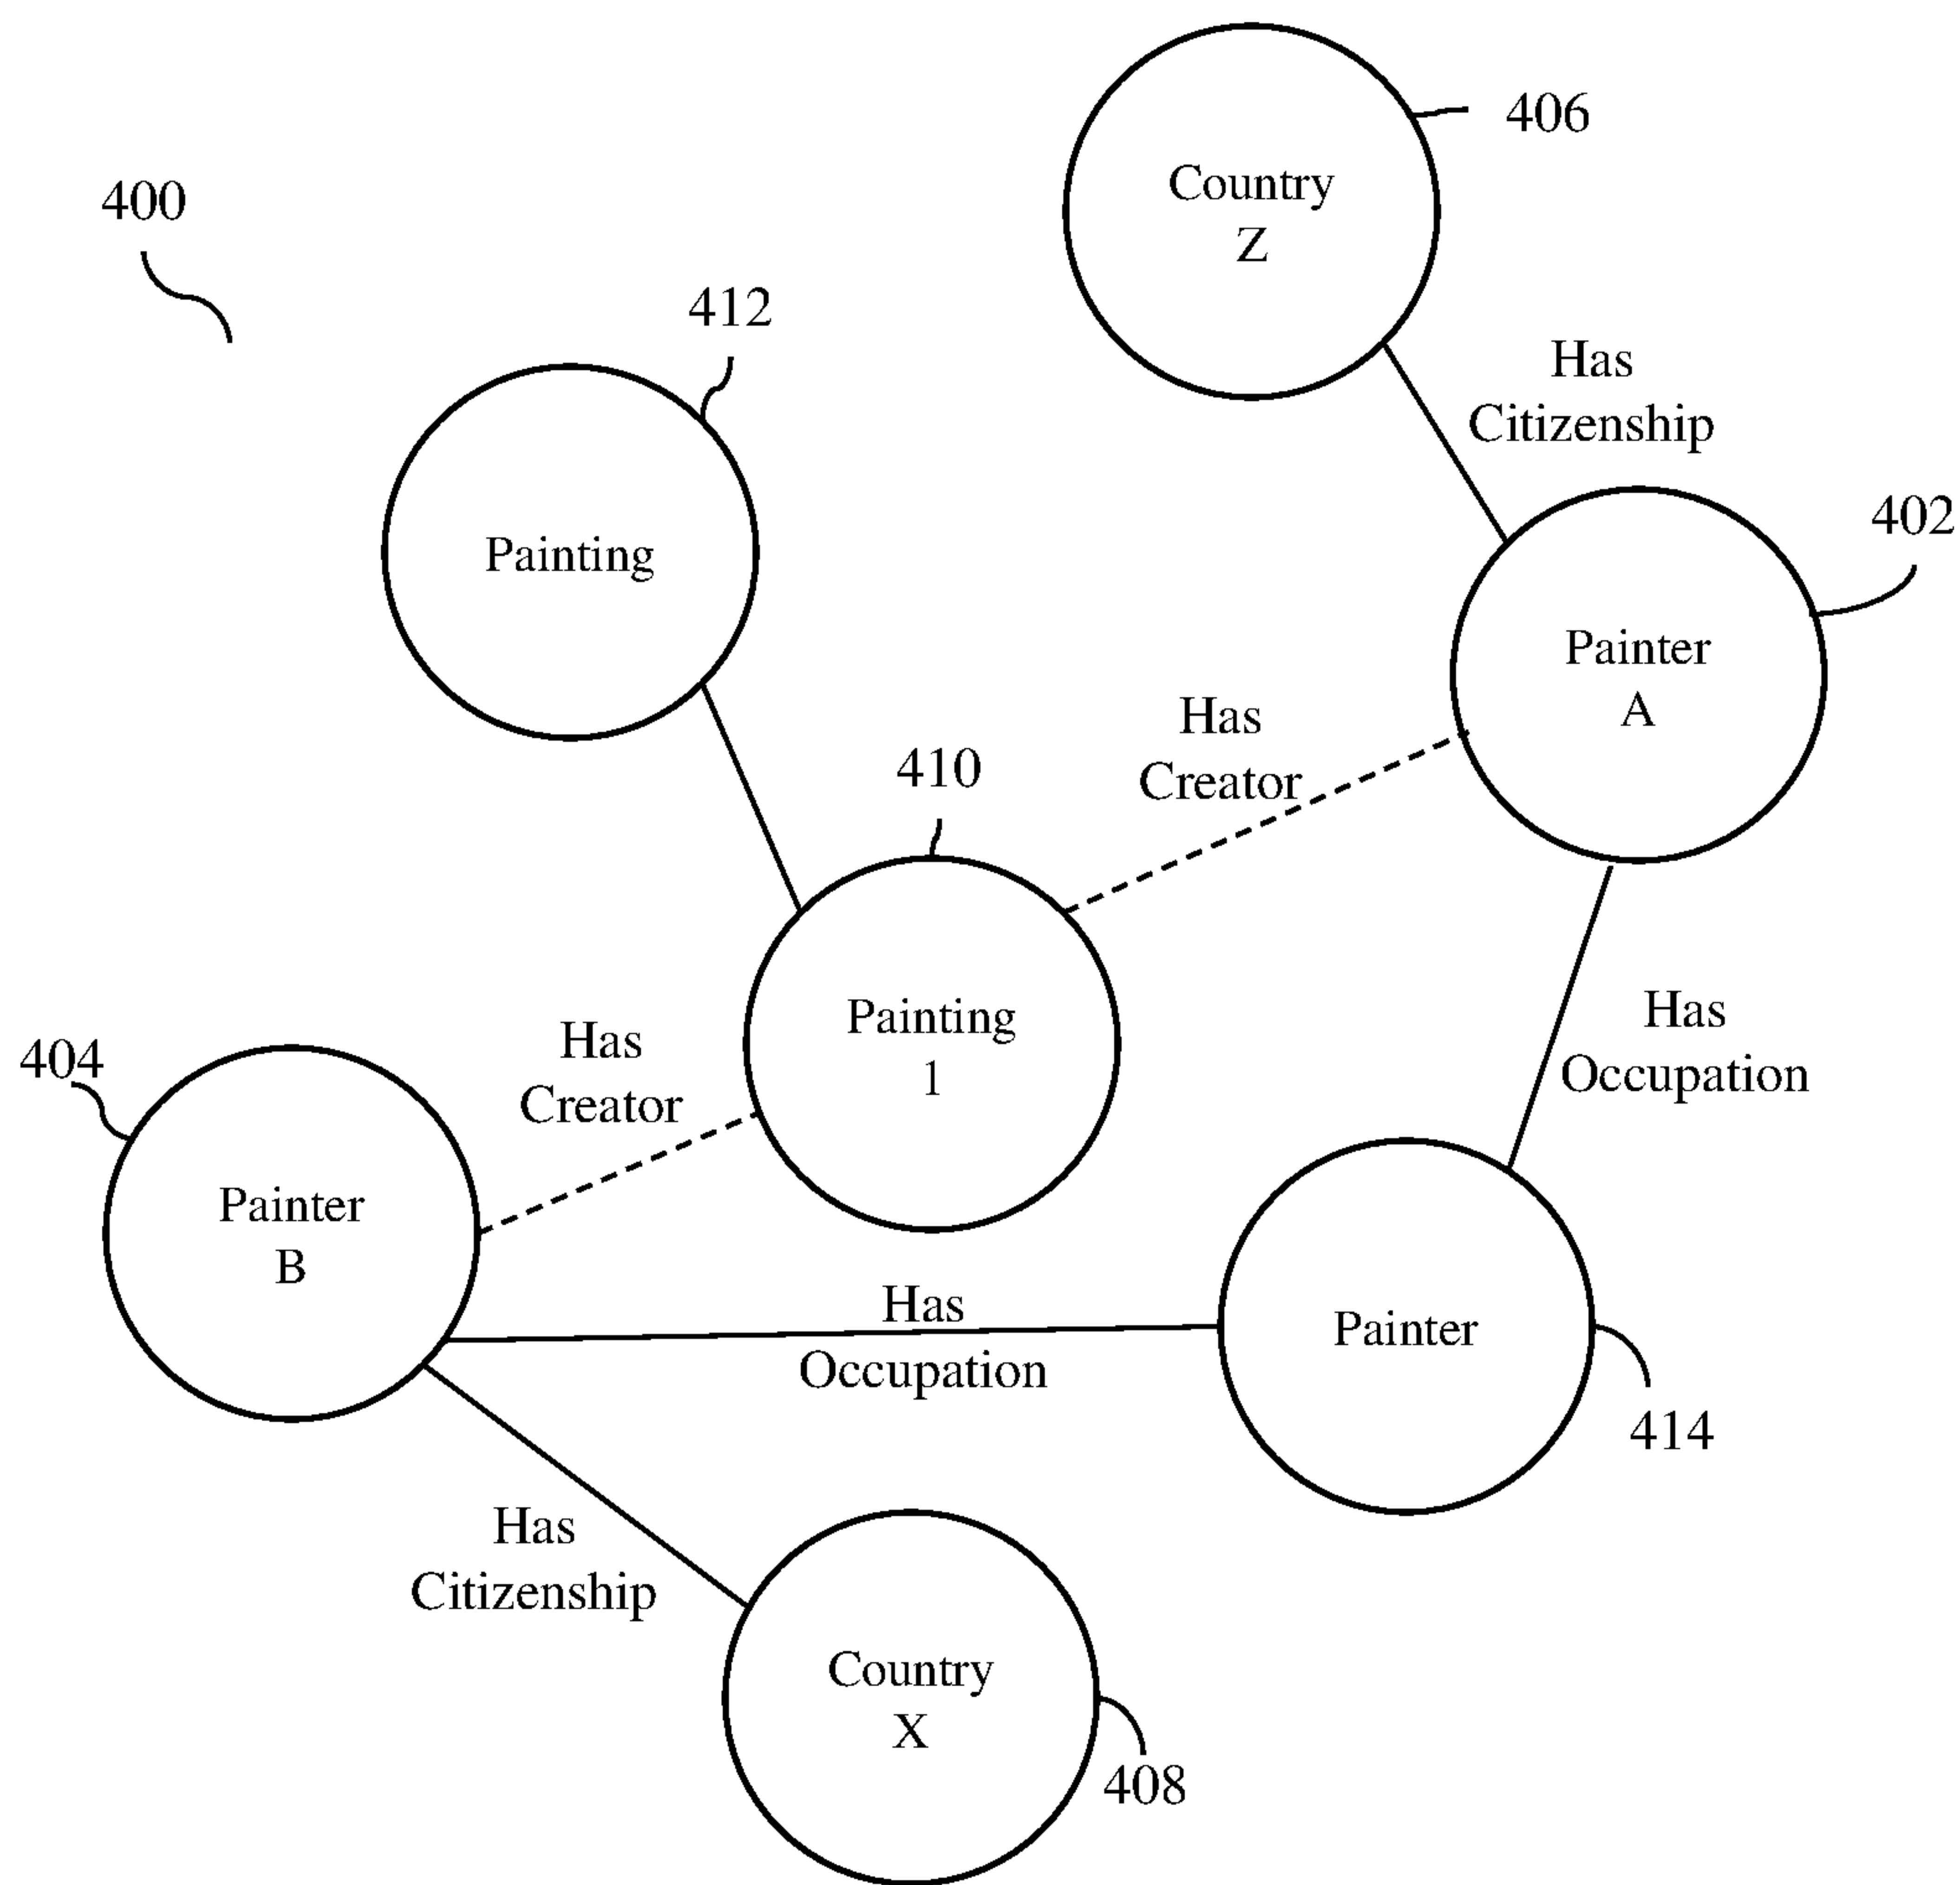 406
Country
Z
400
412
Has
Citizenship
402
Painting
Painter
A
Has
Creator
410
Has
Occupation
Painting
1
Has
Creator
404
Painter
B
Has
Occupation
Painter
414
Has
Citizenship
Country
X
408